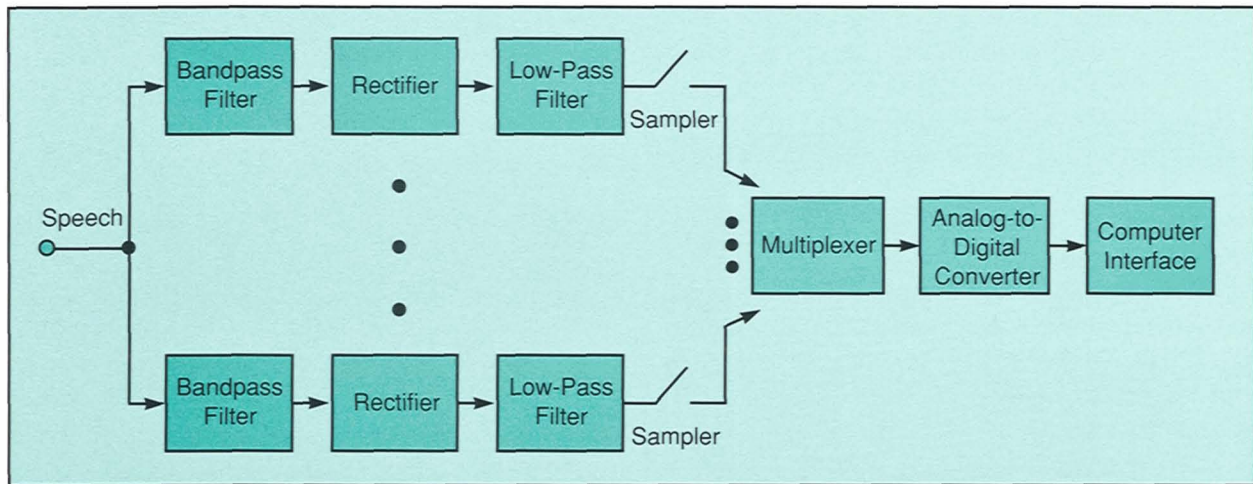 Speech
Bandpass
Filter
Rectifier
Low-Pass
Filter
Sampler
Multiplexer
Analog-to-
Digital
Converter
Computer
Interface
Bandpass
Filter
Rectifier
Low-Pass
Filter
Sampler